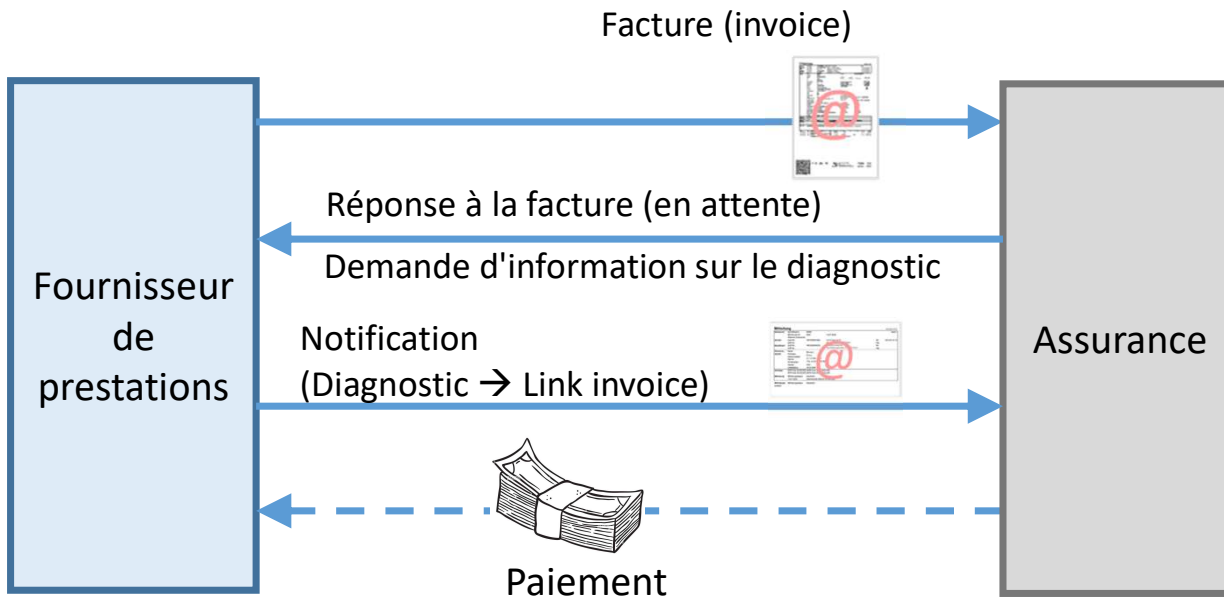 Facture (invoice)
@
Réponse à la facture (en attente)
Demande d'information sur le diagnostic
Fournisseur
de
prestations
Notification
(Diagnostic → Link invoice)
Mitteilung
@
Assurance
Paiement